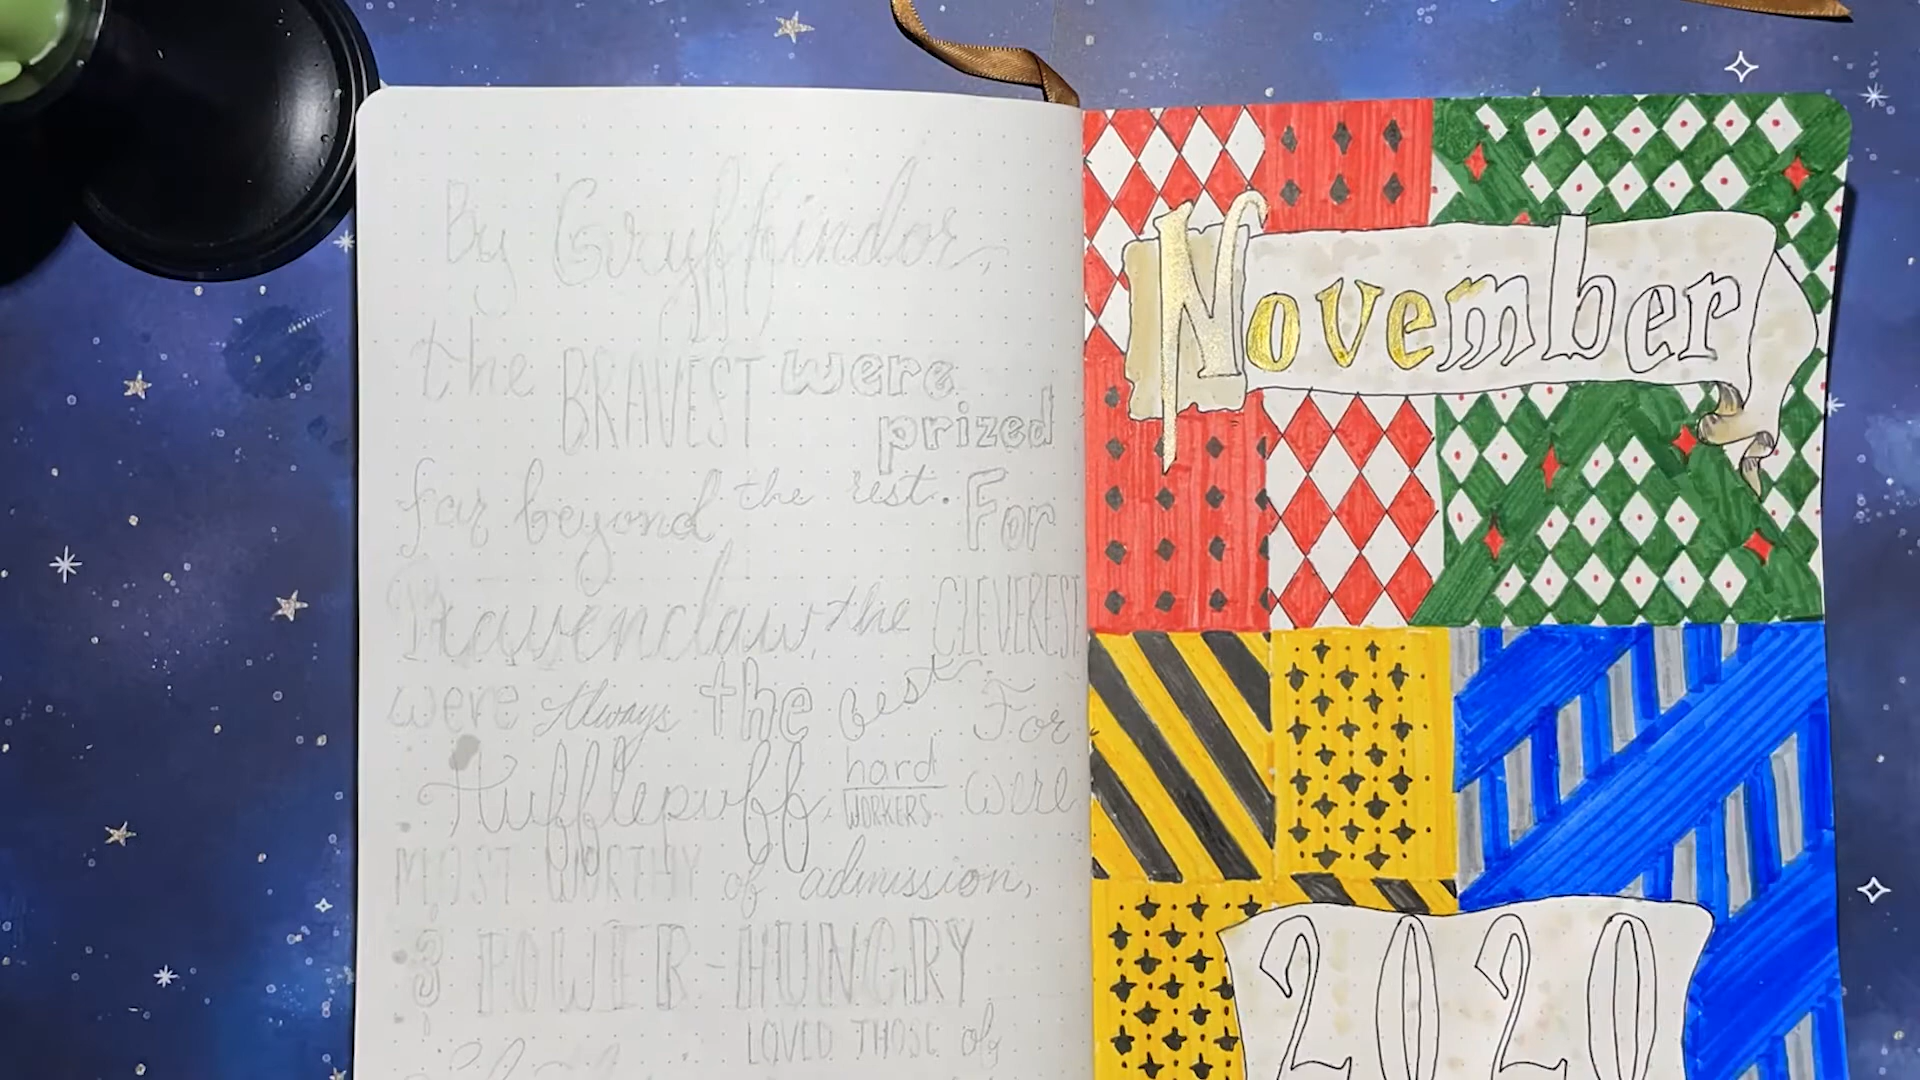 By Gryffindor,
the BRAVEST were
prized
far beyond the rest. For
Ravenclaw, the CLEVEREST
were always the best For
Hufflepuff, hard WORKERS were
MOST WORTHY of admission,
& POWER-HUNGRY
LOVED THOSE of
November
2020